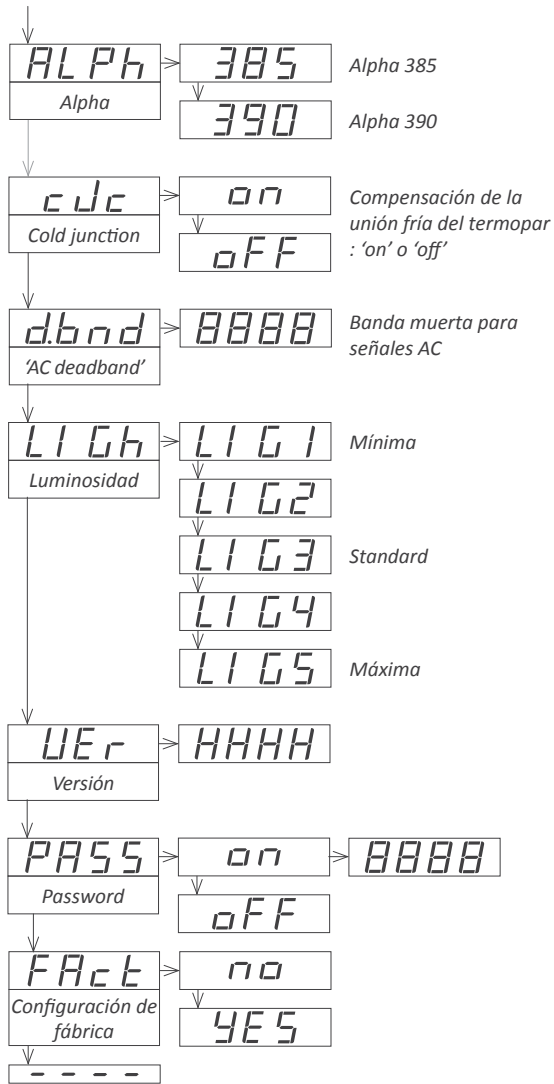 ALPh
385
Alpha 385
Alpha
390
Alpha 390
cJc
on
Compensación de la
unión fría del termopar
: ‘on’ o ‘off’
Cold junction
oFF
d.bnd
8888
Banda muerta para
señales AC
‘AC deadband’
LIGh
LIG1
Mínima
Luminosidad
LIG2
LIG3
Standard
LIG4
LIG5
Máxima
VEr
HHHH
Versión
PASS
on
8888
Password
oFF
FAct
no
Configuración de
fábrica
YES
----